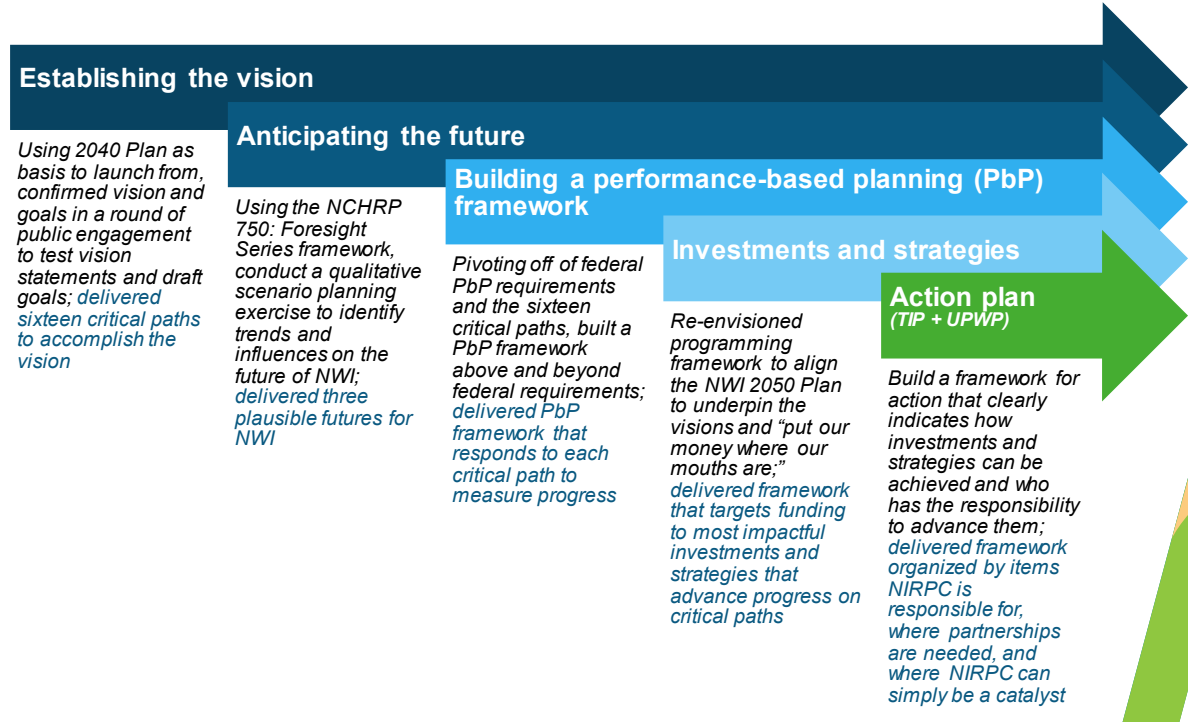 Establishing the vision
Using 2040 Plan as
basis to launch from,
confirmed vision and
goals in a round of
public engagement
to test vision
statements and draft
goals; delivered
sixteen critical paths
to accomplish the
vision
Anticipating the future
Using the NCHRP
750: Foresight
Series framework,
conduct a qualitative
scenario planning
exercise to identify
trends and
influences on the
future of NWI;
delivered three
plausible futures for
NWI
Building a performance-based planning (PbP)
framework
Pivoting off of federal
PbP requirements
and the sixteen
critical paths, built a
PbP framework
above and beyond
federal requirements;
delivered PbP
framework that
responds to each
critical path to
measure progress
Investments and strategies
Re-envisioned
programming
framework to align
the NWI 2050 Plan
to underpin the
visions and “put our
money where our
mouths are;”
delivered framework
that targets funding
to most impactful
investments and
strategies that
advance progress on
critical paths
Action plan
(TIP + UPWP)
Build a framework for
action that clearly
indicates how
investments and
strategies can be
achieved and who
has the responsibility
to advance them;
delivered framework
organized by items
NIRPC is
responsible for,
where partnerships
are needed, and
where NIRPC can
simply be a catalyst